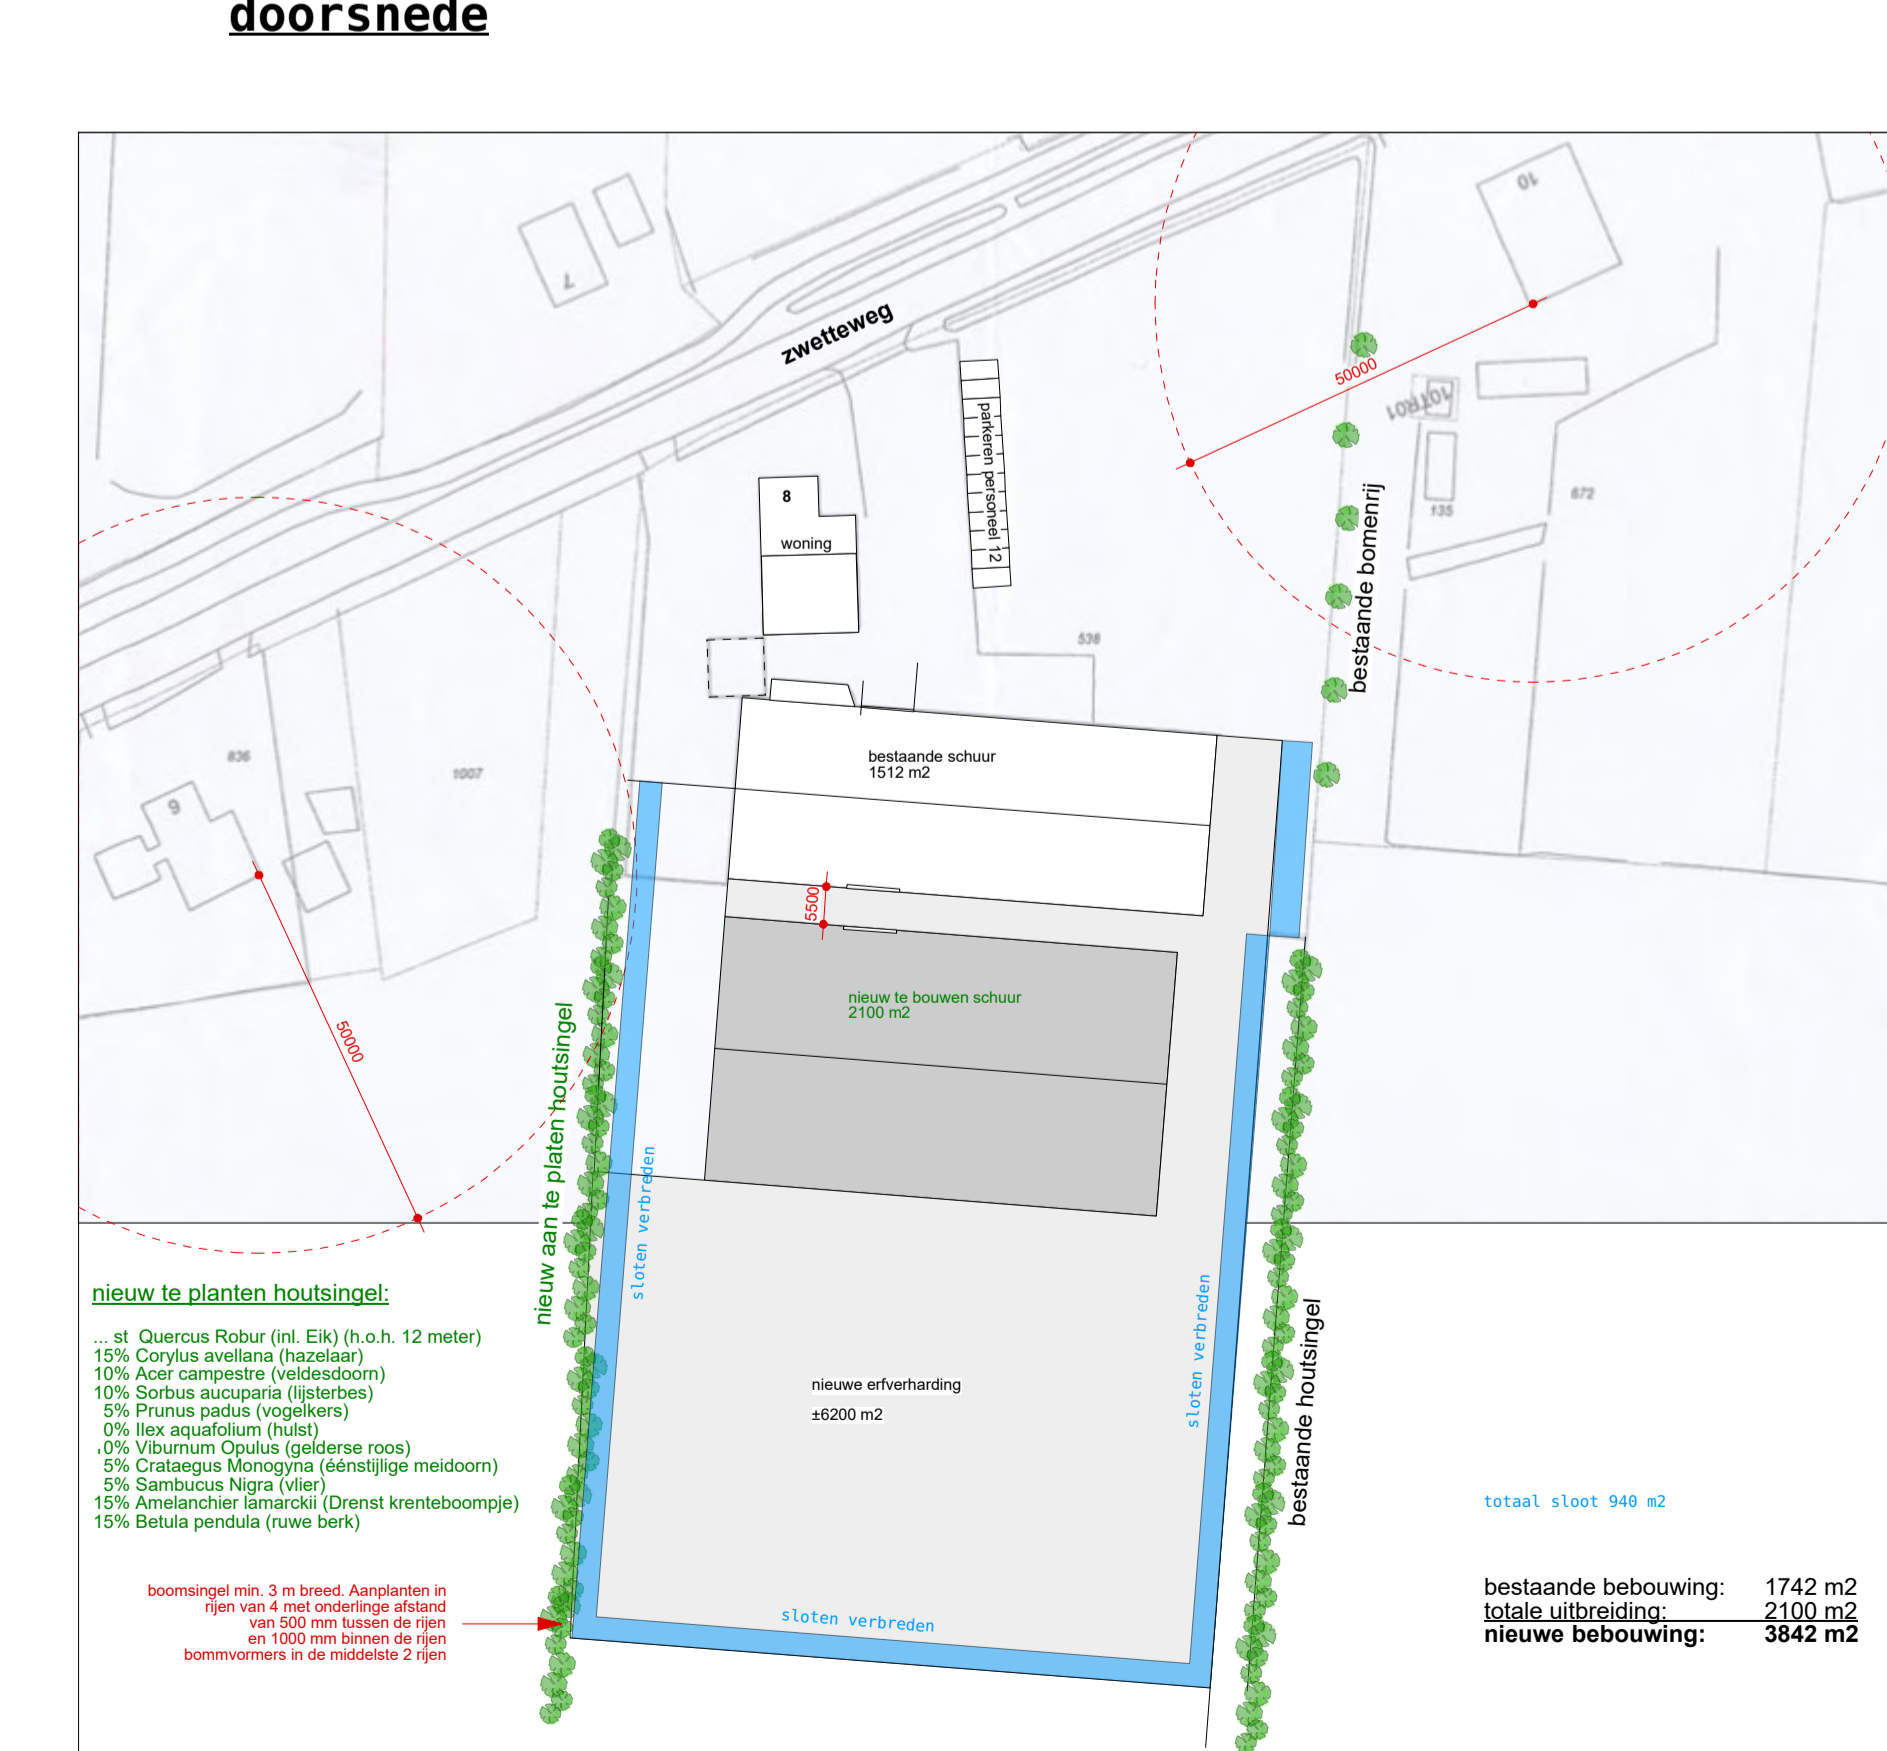 doorsnede
10
7
zwetteweg
50000
10TR01
parkeren personeel 12
8
woning
672
135
bestaande bomenrij
538
836
1007
9
bestaande schuur
1512 m2
5500
nieuw te bouwen schuur
2100 m2
50000
nieuw aan te platen houtsingel
sloten verbreden
sloten verbreden
bestaande houtsingel
nieuwe erfverharding
±6200 m2
sloten verbreden
nieuw te planten houtsingel:
... st Quercus Robur (inl. Eik) (h.o.h. 12 meter)
15% Corylus avellana (hazelaar)
10% Acer campestre (veldesdoorn)
10% Sorbus aucuparia (lijsterbes)
5% Prunus padus (vogelkers)
0% Ilex aquafolium (hulst)
0% Viburnum Opulus (gelderse roos)
5% Crataegus Monogyna (éénstijlige meidoorn)
5% Sambucus Nigra (vlier)
15% Amelanchier lamarckii (Drenst krenteboompje)
15% Betula pendula (ruwe berk)
boomsingel min. 3 m breed. Aanplanten in
rijen van 4 met onderlinge afstand
van 500 mm tussen de rijen
en 1000 mm binnen de rijen
bommvormers in de middelste 2 rijen
totaal sloot 940 m2
bestaande bebouwing: 1742 m2
totale uitbreiding: 2100 m2
nieuwe bebouwing: 3842 m2